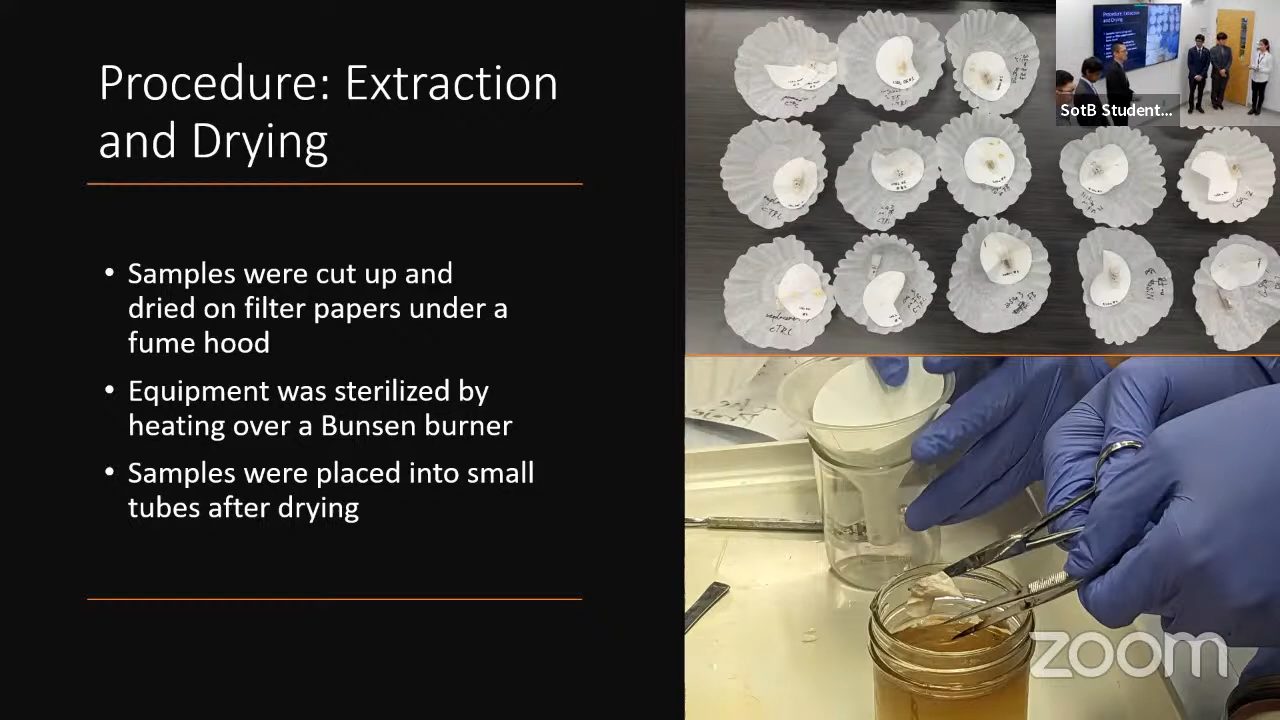 Procedure: Extraction
and Drying
• Samples were cut up and
dried on filter papers under a
fume hood
• Equipment was sterilized by
heating over a Bunsen burner
• Samples were placed into small
tubes after drying
SotB Student...
zoom